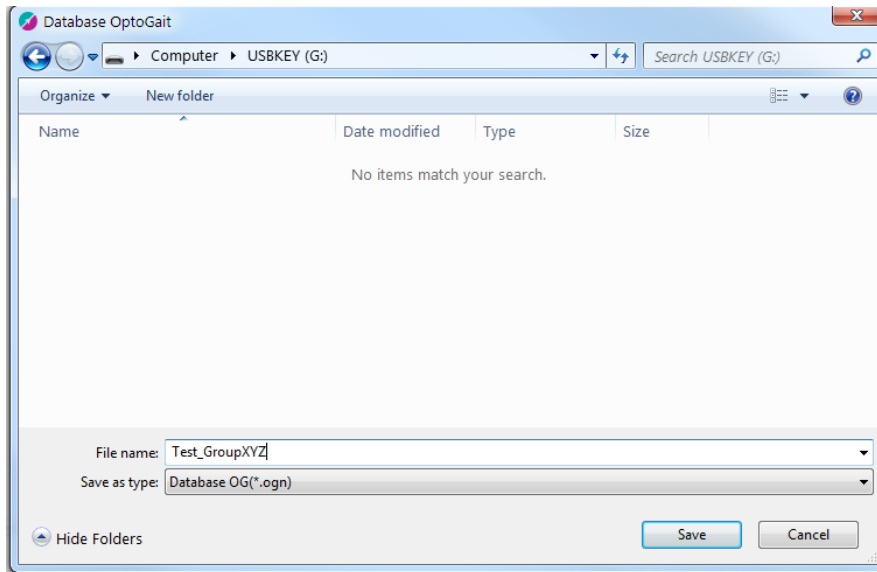 Database OptoGait
Computer USBKEY (G:) Search USBKEY (G:)
Organize New folder
Name Date modified Type Size
No items match your search.
File name: Test_GroupXYZ
Save as type: Database OG(*.ogn)
Hide Folders Save Cancel